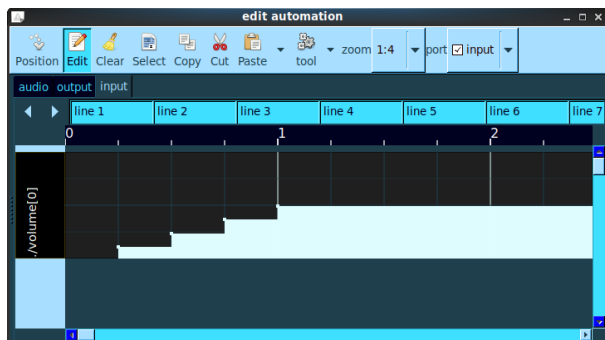 edit automation
Position Edit Clear Select Copy Cut Paste tool zoom 1:4 port input
audio output input
line 1 line 2 line 3 line 4 line 5 line 6 line 7
0 1 2
./volume[0]